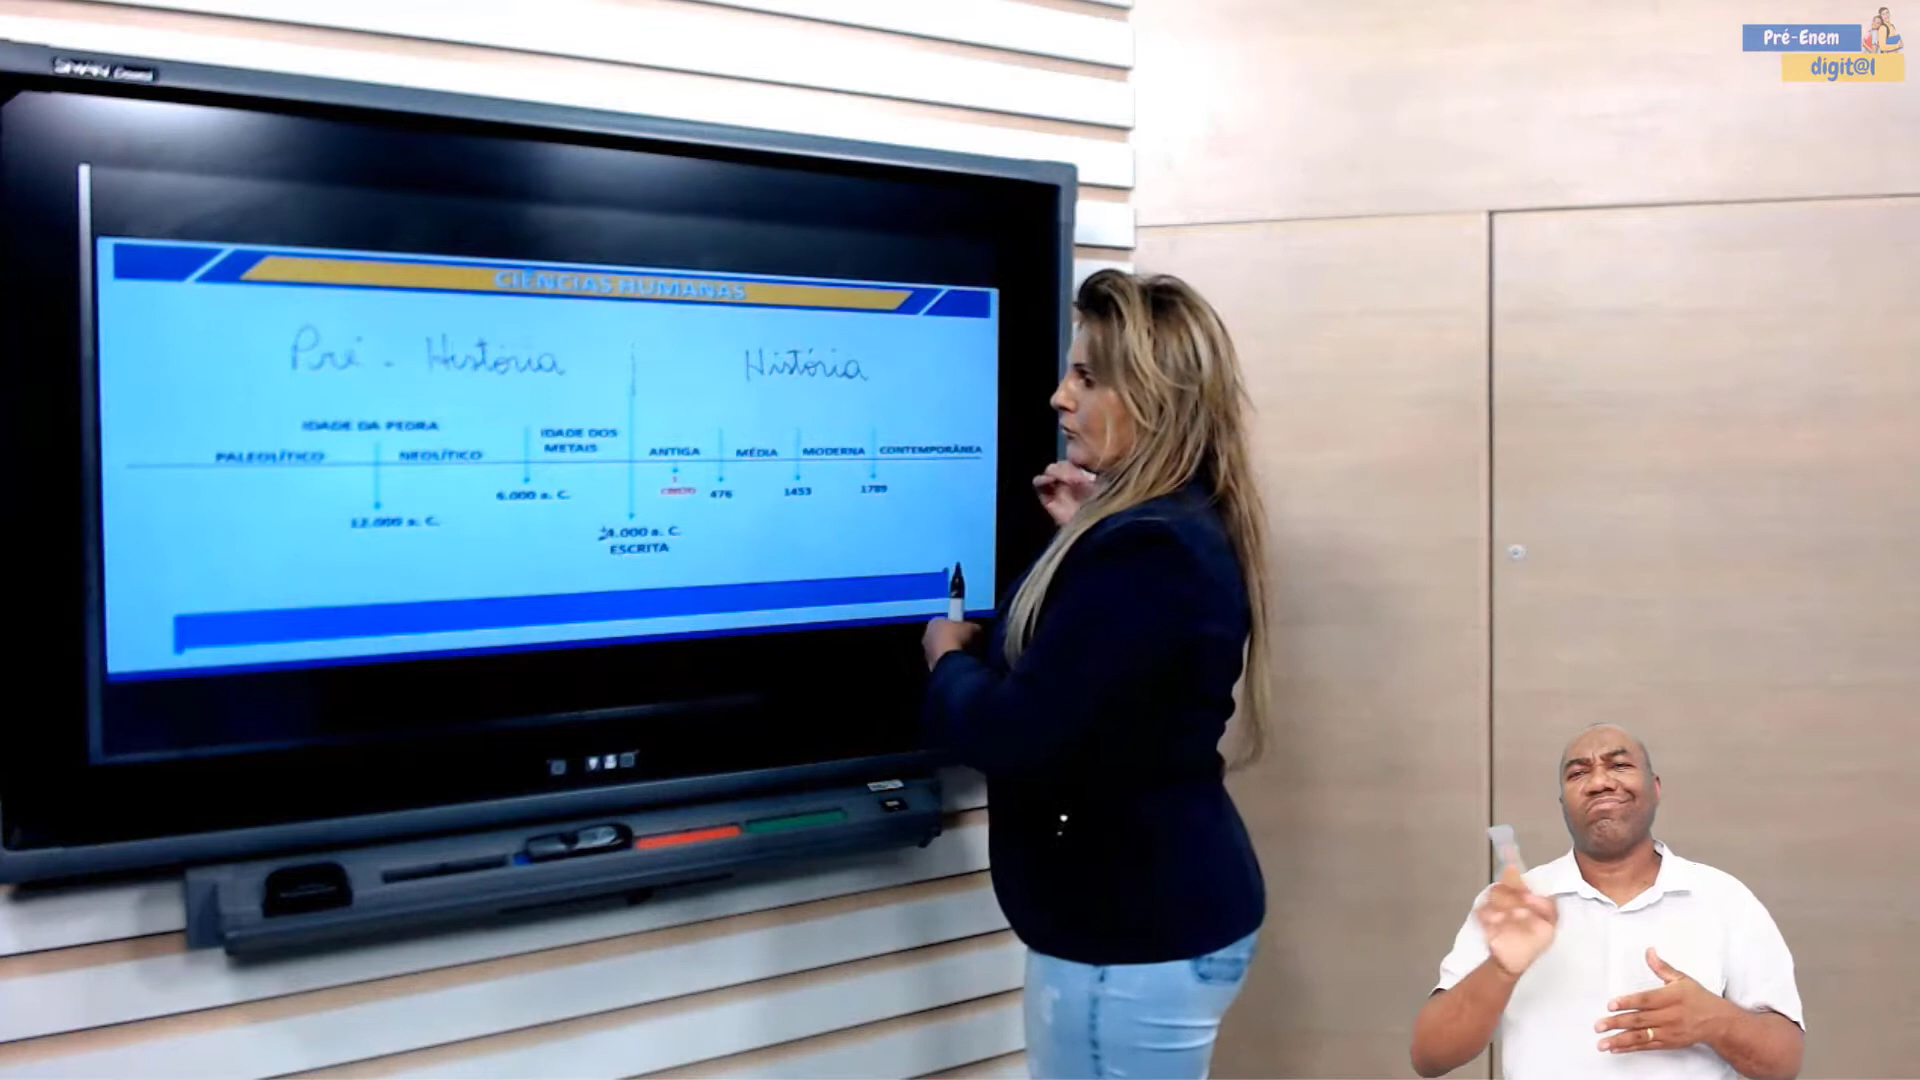 Pré-Enem
digit@l
CIÊNCIAS HUMANAS
Pré - História
História
IDADE DA PEDRA
IDADE DOS
METAIS
PALEOLÍTICO
NEOLÍTICO
ANTIGA
MÉDIA
MODERNA
CONTEMPORÂNEA
CRISTO
476
1453
1789
6.000 a. C.
12.000 a. C.
±4.000 a. C.
ESCRITA